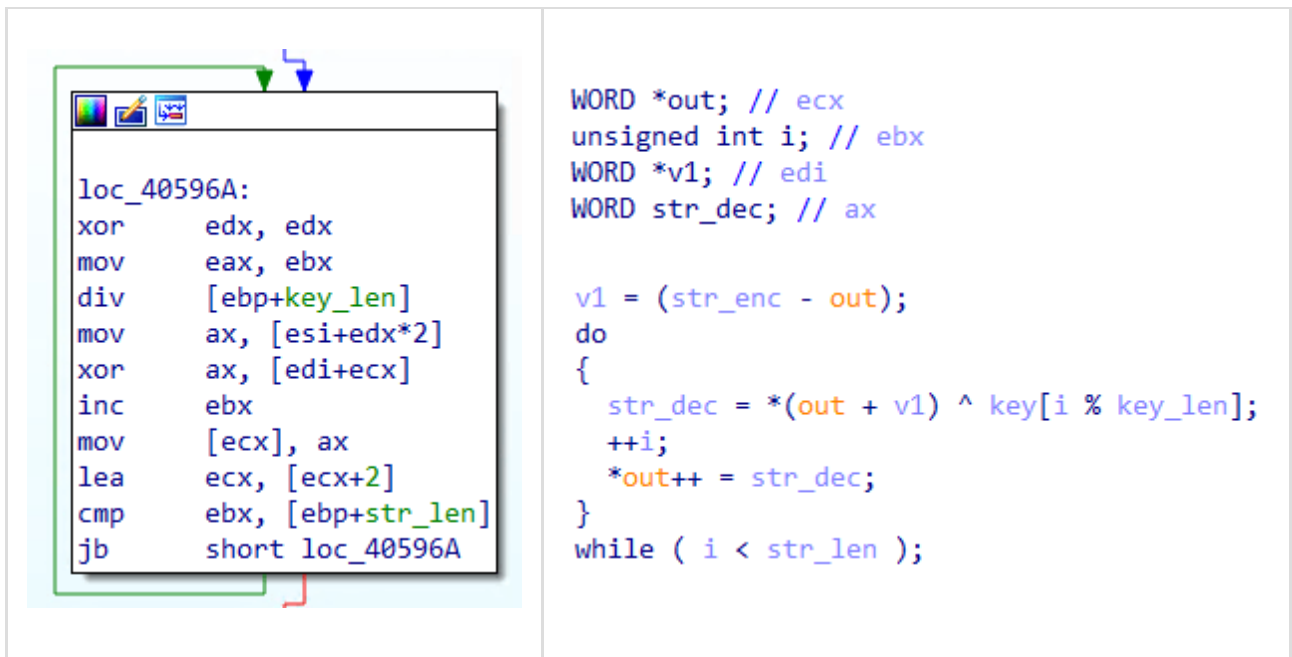 loc_40596A:
xor edx, edx
mov eax, ebx
div [ebp+key_len]
mov ax, [esi+edx*2]
xor ax, [edi+ecx]
inc ebx
mov [ecx], ax
lea ecx, [ecx+2]
cmp ebx, [ebp+str_len]
jb short loc_40596A
WORD *out; // ecx
unsigned int i; // ebx
WORD *v1; // edi
WORD str_dec; // ax
v1 = (str_enc - out);
do
{
str_dec = *(out + v1) ^ key[i % key_len];
++i;
*out++ = str_dec;
}
while ( i < str_len );